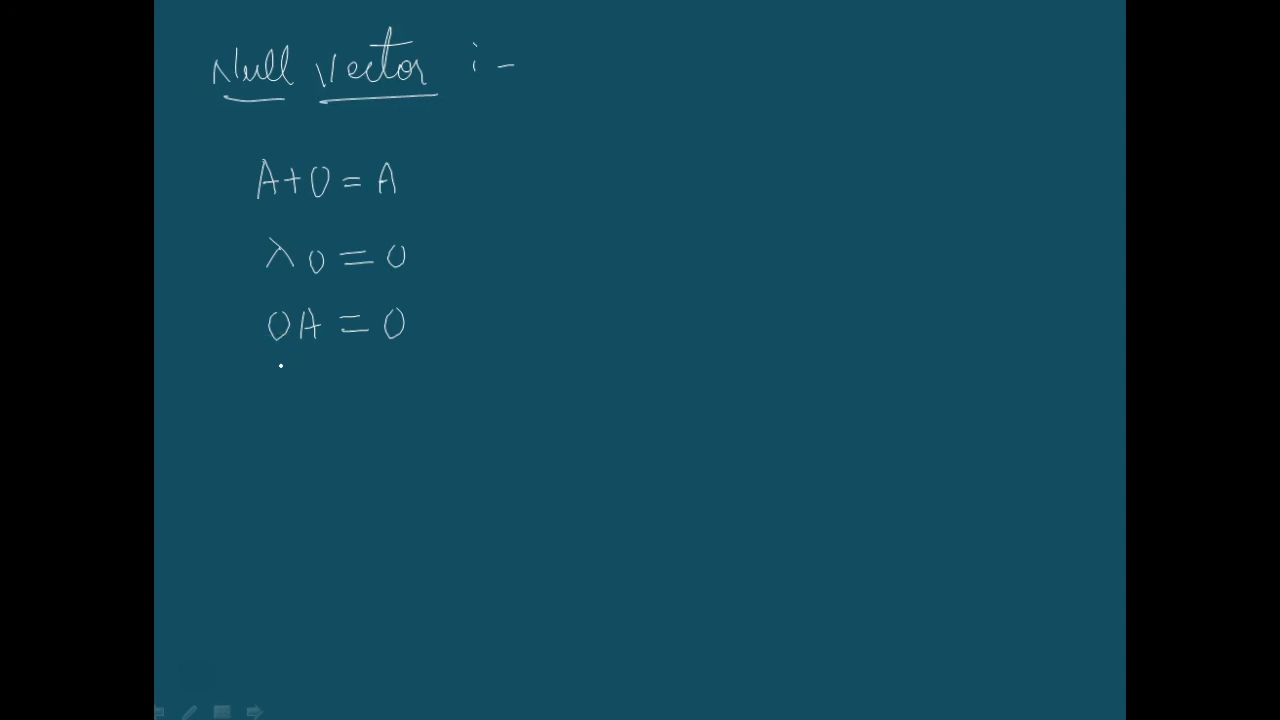 Null Vector :-
A+0=A
λ0=0
0A=0